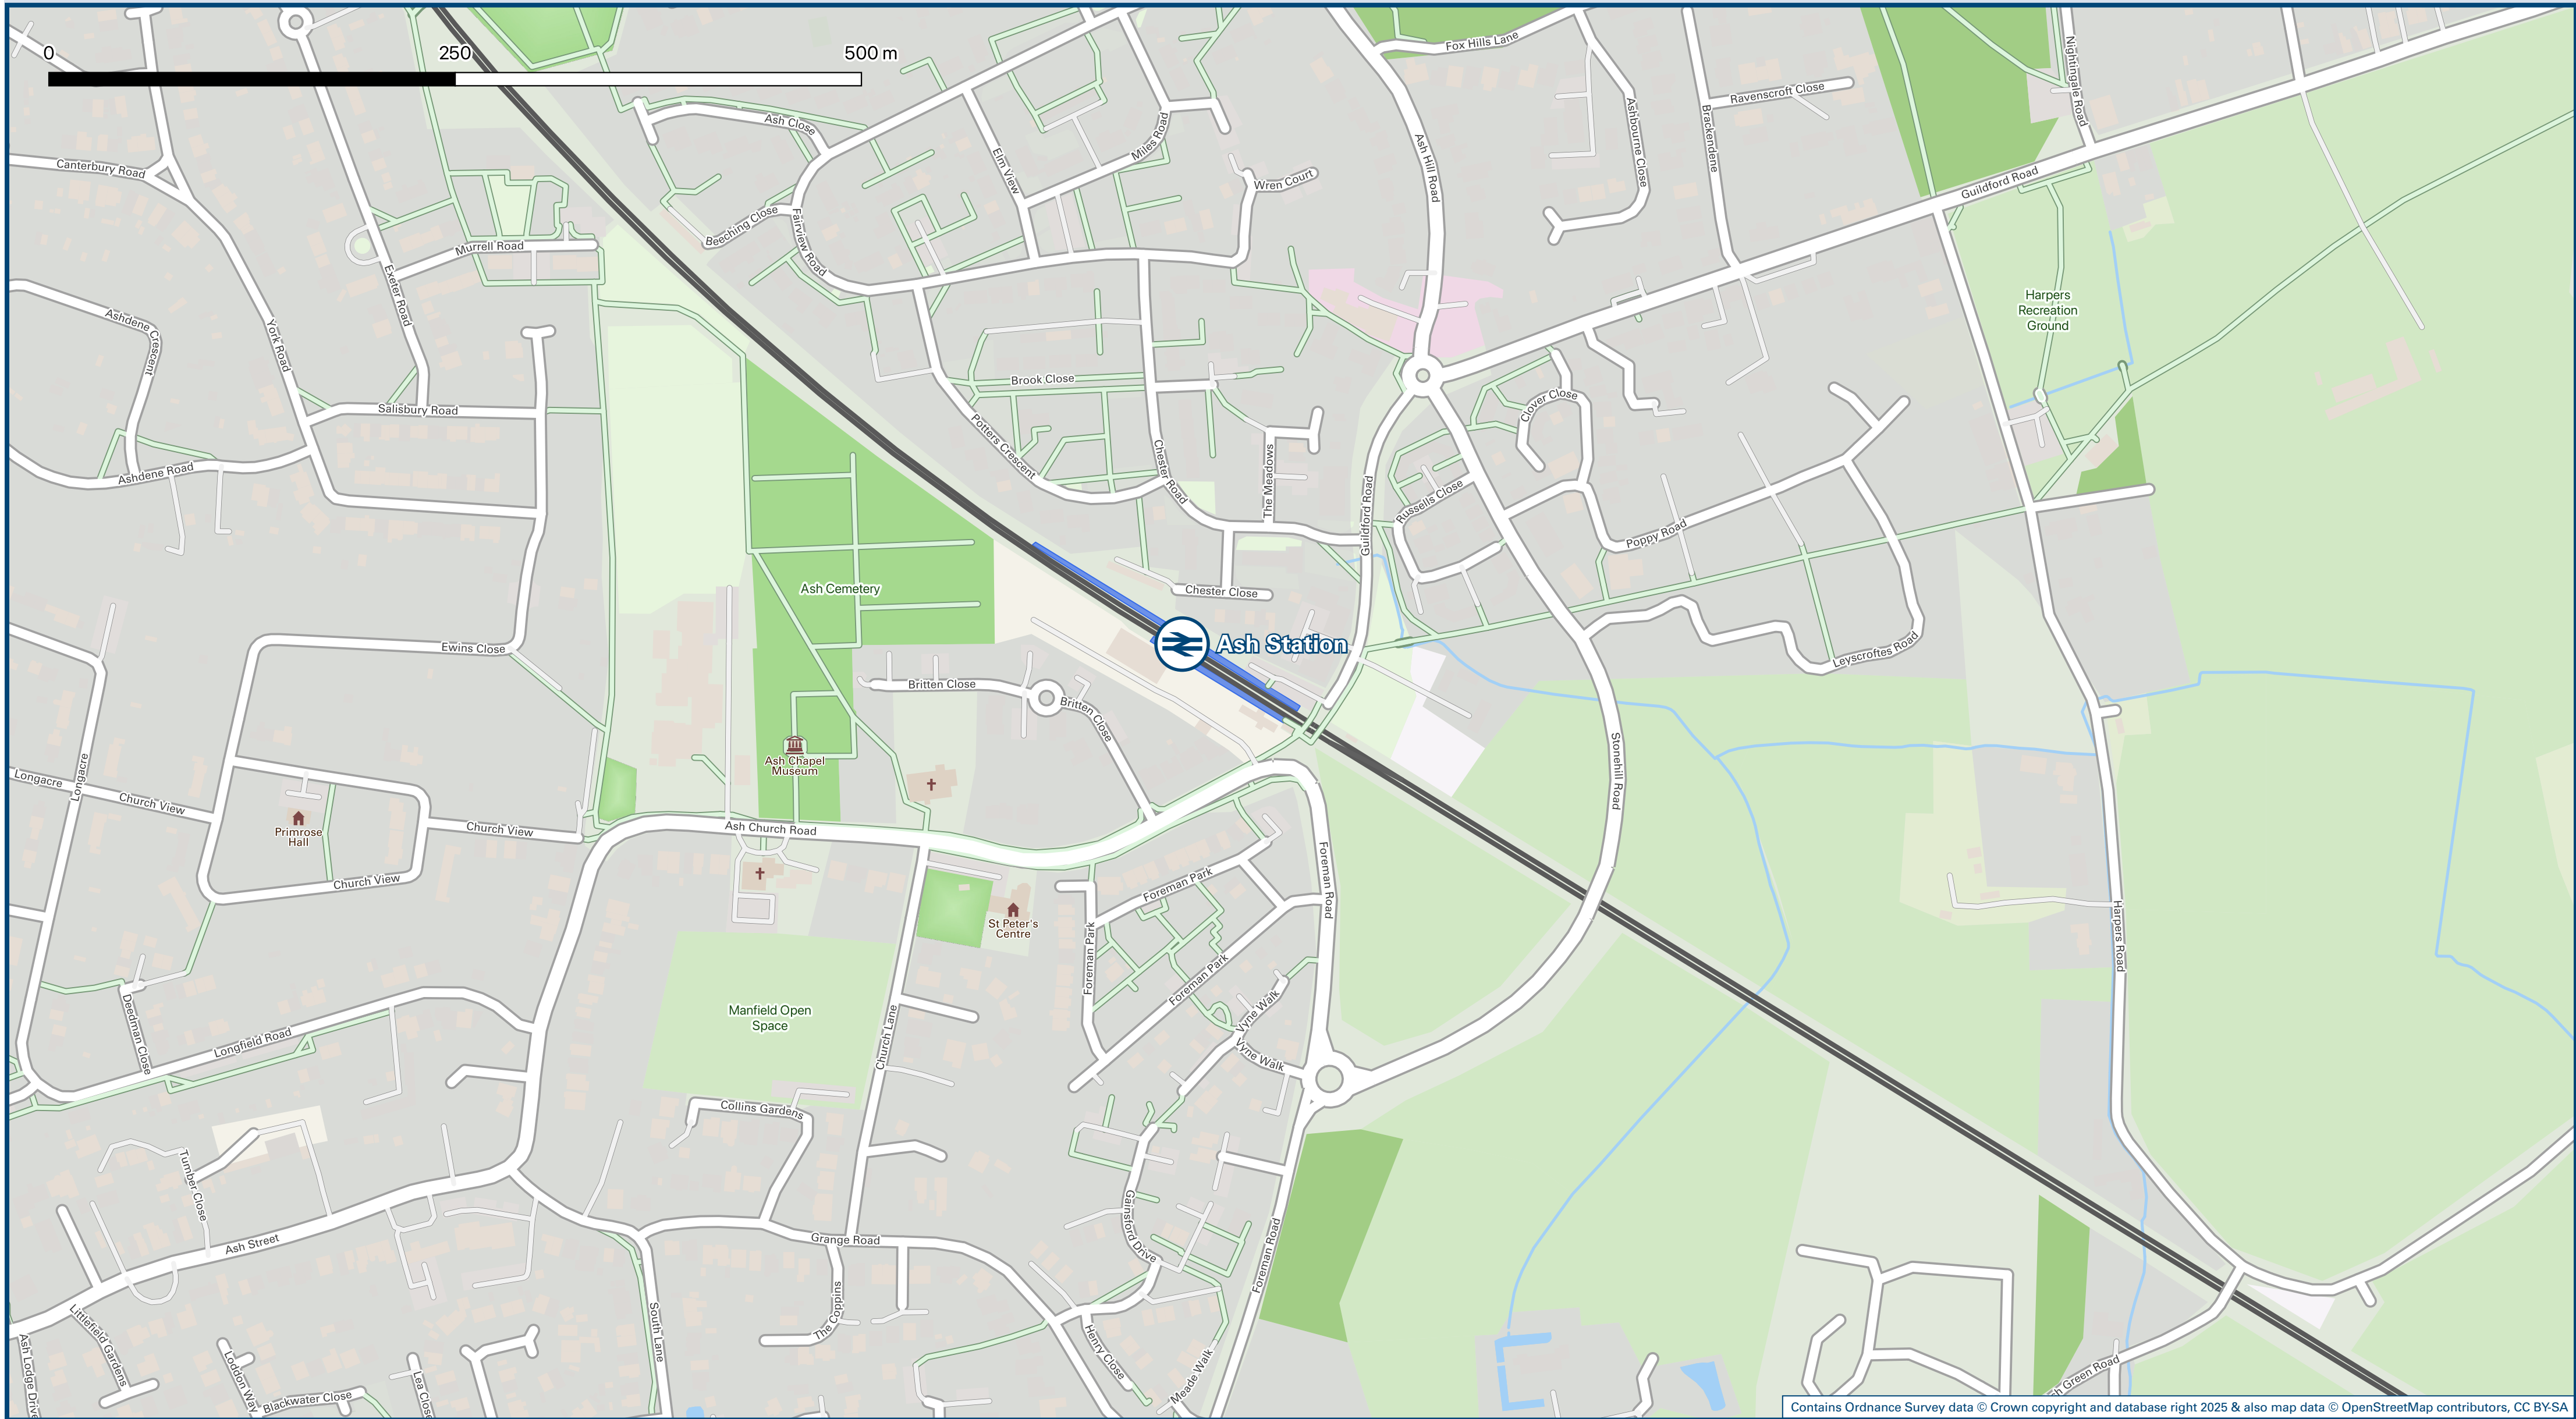 0
250
500 m
Fox Hills Lane
Nightingale Road
Ravenscroft Close
Ashbourne Close
Brackendene
Ash Hill Road
Ash Close
Miles Road
Elm View
Canterbury Road
Wren Court
Guildford Road
Beeching Close
Fairview Road
Murrell Road
Exeter Road
Harpers
Recreation
Ground
Ashdene Crescent
York Road
Brook Close
Clover Close
Salisbury Road
Potters Crescent
Chester Road
The Meadows
Ashdene Road
Russells Close
Guildford Road
Poppy Road
Ash Cemetery
Chester Close
Ash Station
Ewins Close
Leyscroftes Road
Britten Close
Britten Close
Ash Chapel
Museum
Stonehill Road
Longacre
Longacre
Church View
Primrose
Hall
Church View
Ash Church Road
Church View
Foreman Road
Foreman Park
St Peter's
Centre
Foreman Park
Foreman Park
Harpers Road
Manfield Open
Space
Deedman Close
Longfield Road
Church Lane
Vyne Walk
Vyne Walk
Collins Gardens
Tumber Close
Gainsford Drive
Foreman Road
Ash Street
Grange Road
The Coppins
South Lane
Littlefield Gardens
Ash Lodge Drive
Loddon Way
Blackwater Close
Lea Close
Henry Close
Meade Walk
sh Green Road
Contains Ordnance Survey data © Crown copyright and database right 2025 & also map data © OpenStreetMap contributors, CC BY-SA